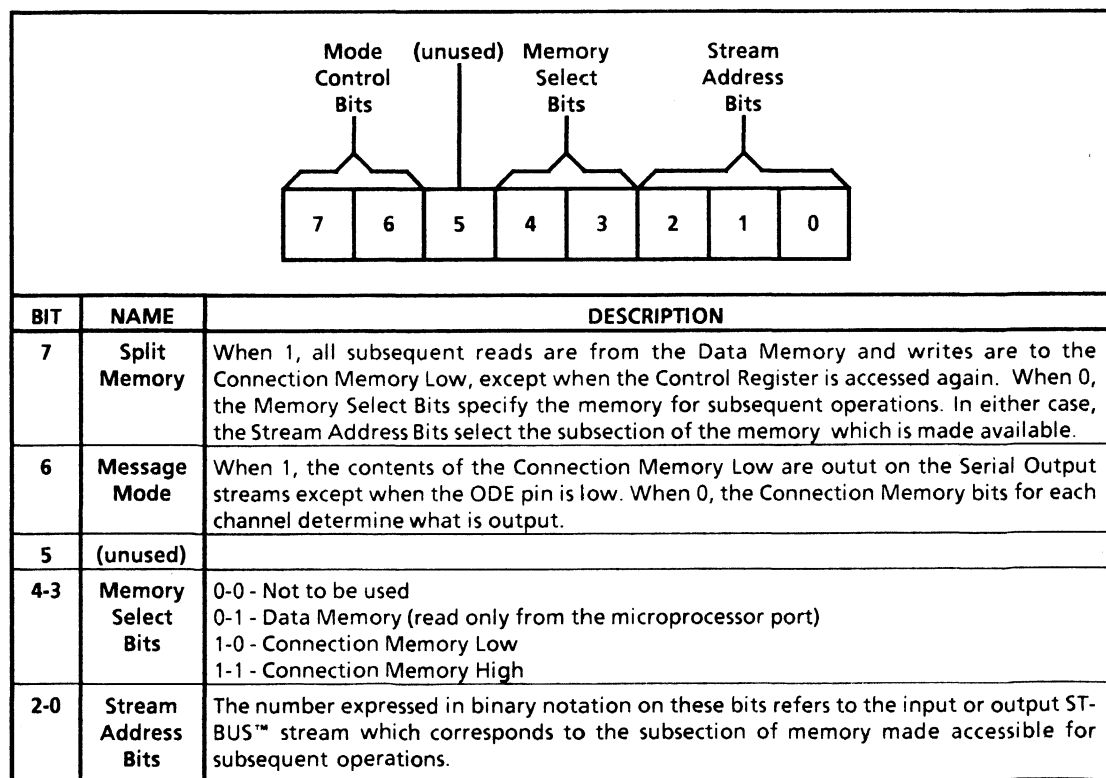 Mode (unused) Memory Stream
Control Select Address
Bits Bits Bits
7 6 5 4 3 2 1 0
BIT NAME DESCRIPTION
7 Split Memory When 1, all subsequent reads are from the Data Memory and writes are to the
Connection Memory Low, except when the Control Register is accessed again. When 0,
the Memory Select Bits specify the memory for subsequent operations. In either case,
the Stream Address Bits select the subsection of the memory which is made available.
6 Message Mode When 1, the contents of the Connection Memory Low are outut on the Serial Output
streams except when the ODE pin is low. When 0, the Connection Memory bits for each
channel determine what is output.
5 (unused)
4-3 Memory Select Bits 0-0 - Not to be used
0-1 - Data Memory (read only from the microprocessor port)
1-0 - Connection Memory Low
1-1 - Connection Memory High
2-0 Stream Address Bits The number expressed in binary notation on these bits refers to the input or output ST-
BUS™ stream which corresponds to the subsection of memory made accessible for
subsequent operations.